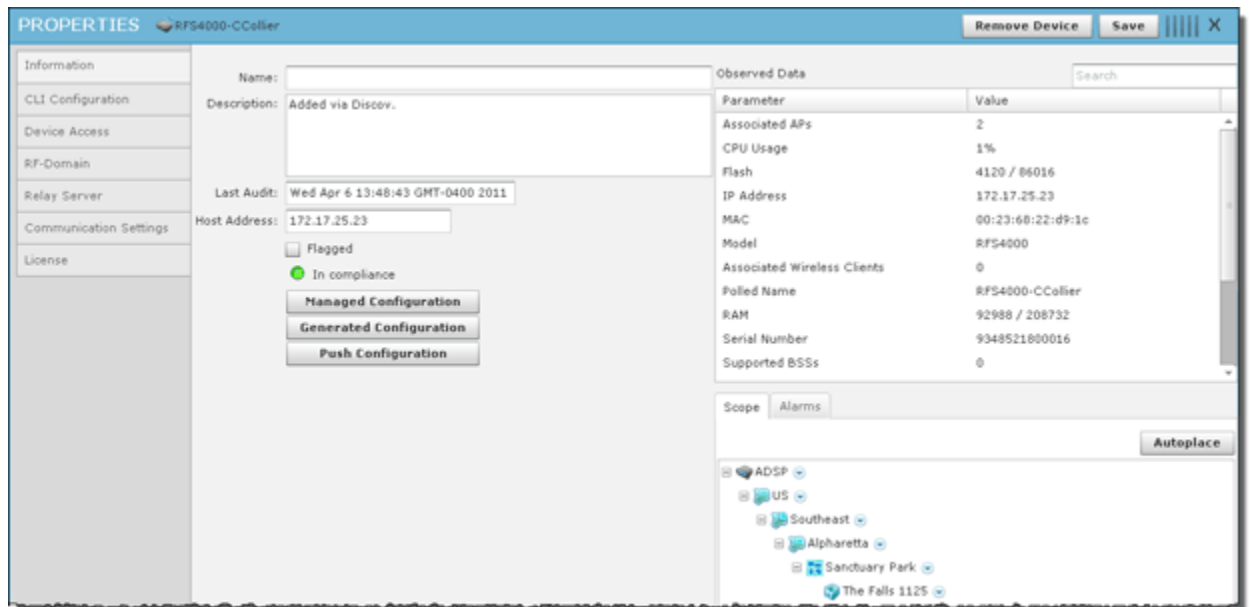 PROPERTIES RFS4000-CCollier Remove Device Save X
Information
CLI Configuration
Device Access
RF-Domain
Relay Server
Communication Settings
License
Name:
Description: Added via Discov.
Last Audit: Wed Apr 6 13:48:43 GMT-0400 2011
Host Address: 172.17.25.23
Flagged
In compliance
Managed Configuration
Generated Configuration
Push Configuration
Observed Data Search
Parameter Value
Associated APs 2
CPU Usage 1%
Flash 4120 / 86016
IP Address 172.17.25.23
MAC 00:23:68:22:d9:1c
Model RFS4000
Associated Wireless Clients 0
Polled Name RFS4000-CCollier
RAM 92988 / 208732
Serial Number 9348521800016
Supported BSSs 0
Scope Alarms
Autoplace
ADSP
US
Southeast
Alpharetta
Sanctuary Park
The Falls 1125